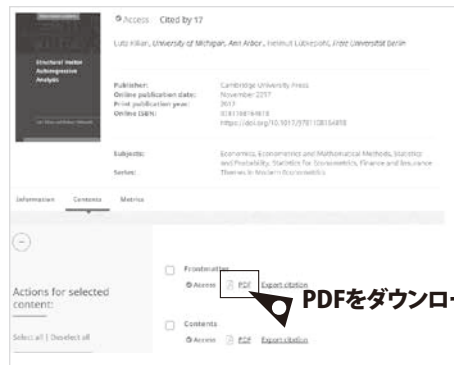 Structural Vector
Autoregressive
Analysis
Access Cited by 17
Lutz Kilian, University of Michigan, Ann Arbor, Helmut Lütkepohl, Freie Universität Berlin
Publisher: Cambridge University Press
Online publication date: November 2017
Print publication year: 2017
Online ISBN: 9781108164818
https://doi.org/10.1017/9781108164818
Subjects: Economics, Econometrics and Mathematical Methods, Statistics
and Probability, Statistics for Econometrics, Finance and Insurance
Series: Themes in Modern Econometrics
Information Contents Metrics
Actions for selected
content:
Select all | Deselect all
Frontmatter
Access PDF Export citation
PDFをダウンロー
Contents
Access PDF Export citation